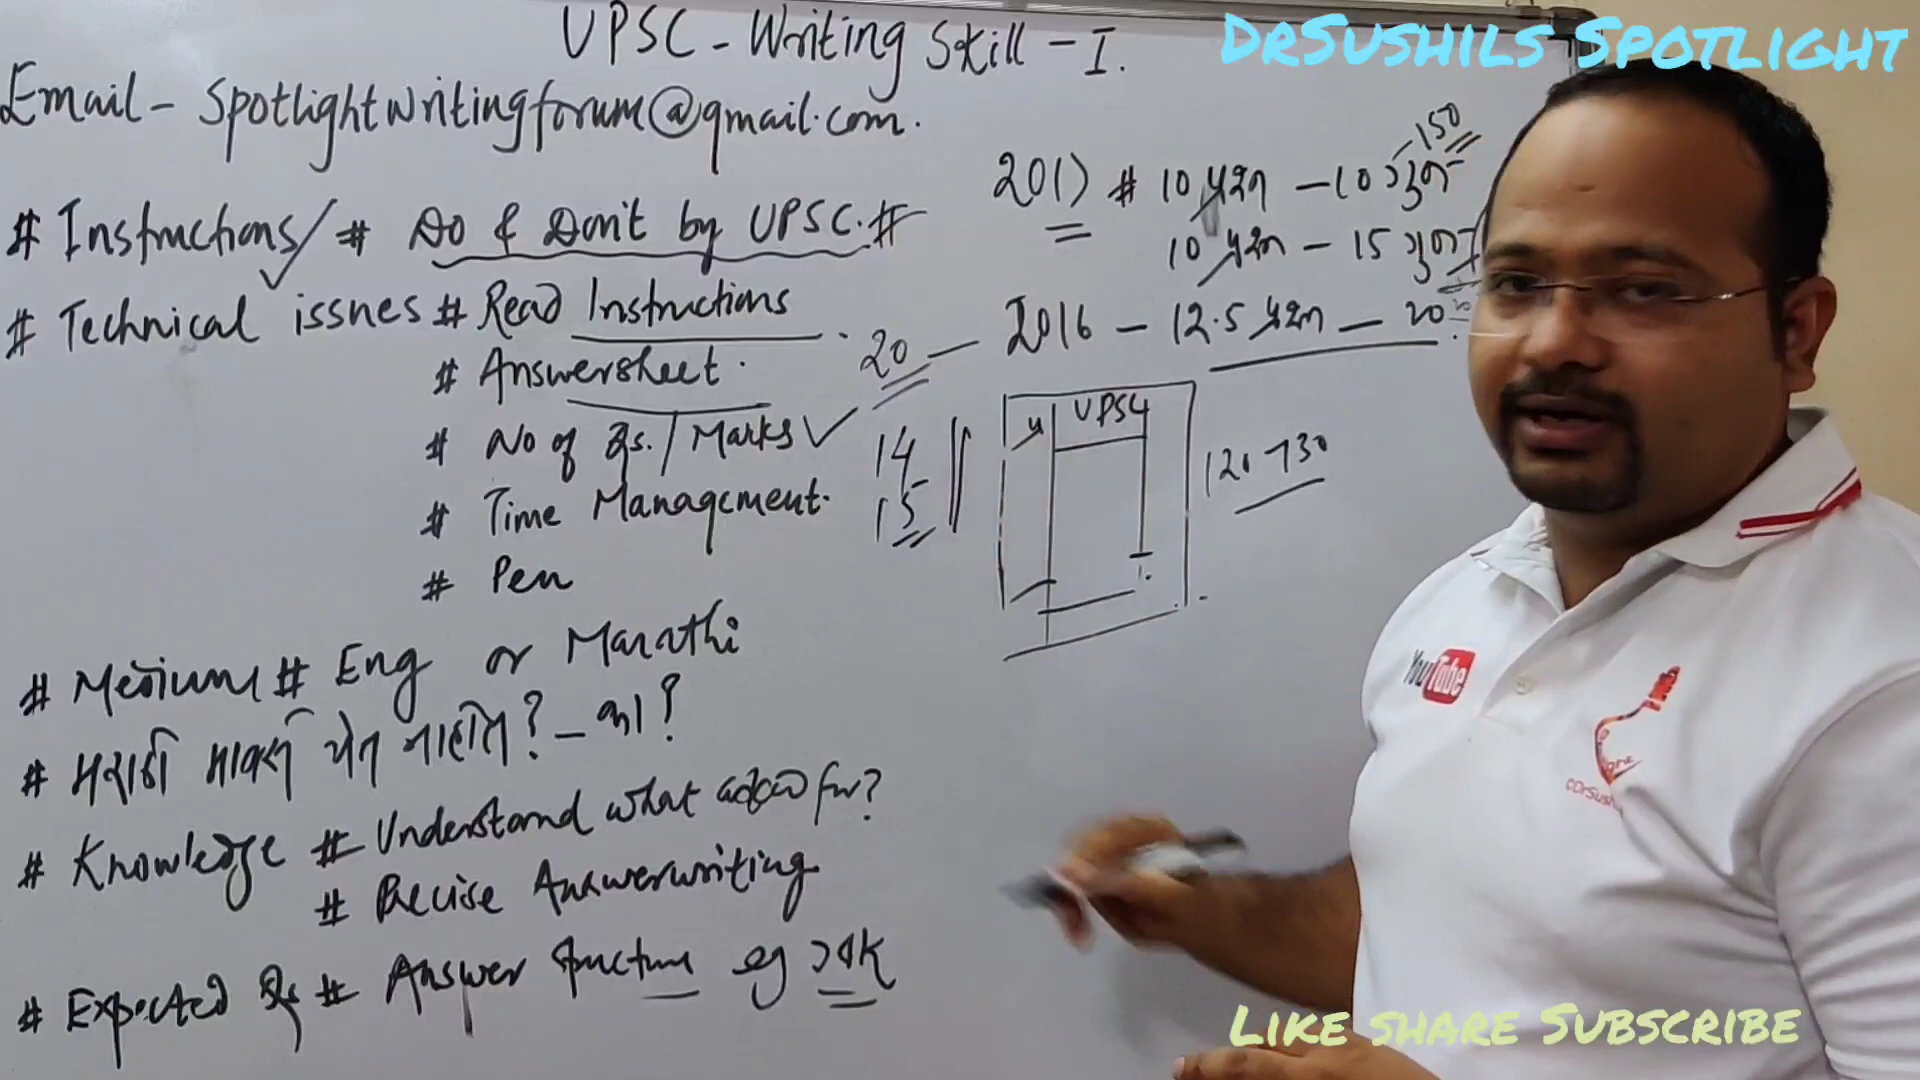 UPSC - Writing Skill - I.
DrSushils Spotlight
Email - Spotlightwritingforum@gmail.com.
# Instructions / # Do & Don't by UPSC. #
# Technical issues # Read Instructions
# Answersheet.
# No of Qs. / Marks ✓
# Time Management.
# Pen
# Medium # Eng or Marathi
# मराठी मार्क्स येत नाहीत? - का?
# Knowledge # Understand what asked for?
# Precise Answerwriting
# Expected Qs # Answer structure eg J&K
2017 # 10 प्रश्न - 10 गुण - 150
10 प्रश्न - 15 गुण
20 - 2016 - 12.5 प्रश्न - 20
14
15
UPSC
120 - 130
YouTube
Like share Subscribe